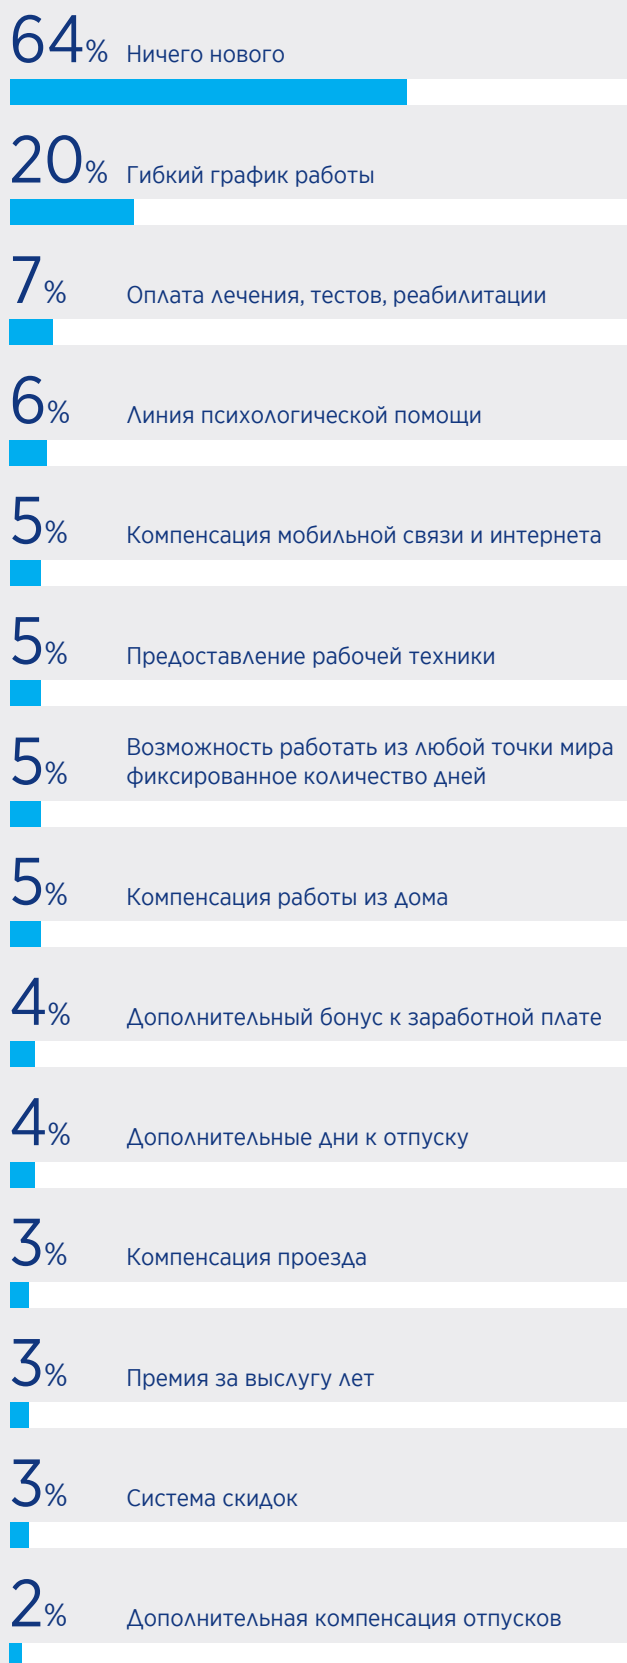 64% Ничего нового
20% Гибкий график работы
7% Оплата лечения, тестов, реабилитации
6% Линия психологической помощи
5% Компенсация мобильной связи и интернета
5% Предоставление рабочей техники
5% Возможность работать из любой точки мира
фиксированное количество дней
5% Компенсация работы из дома
4% Дополнительный бонус к заработной плате
4% Дополнительные дни к отпуску
3% Компенсация проезда
3% Премия за выслугу лет
3% Система скидок
2% Дополнительная компенсация отпусков